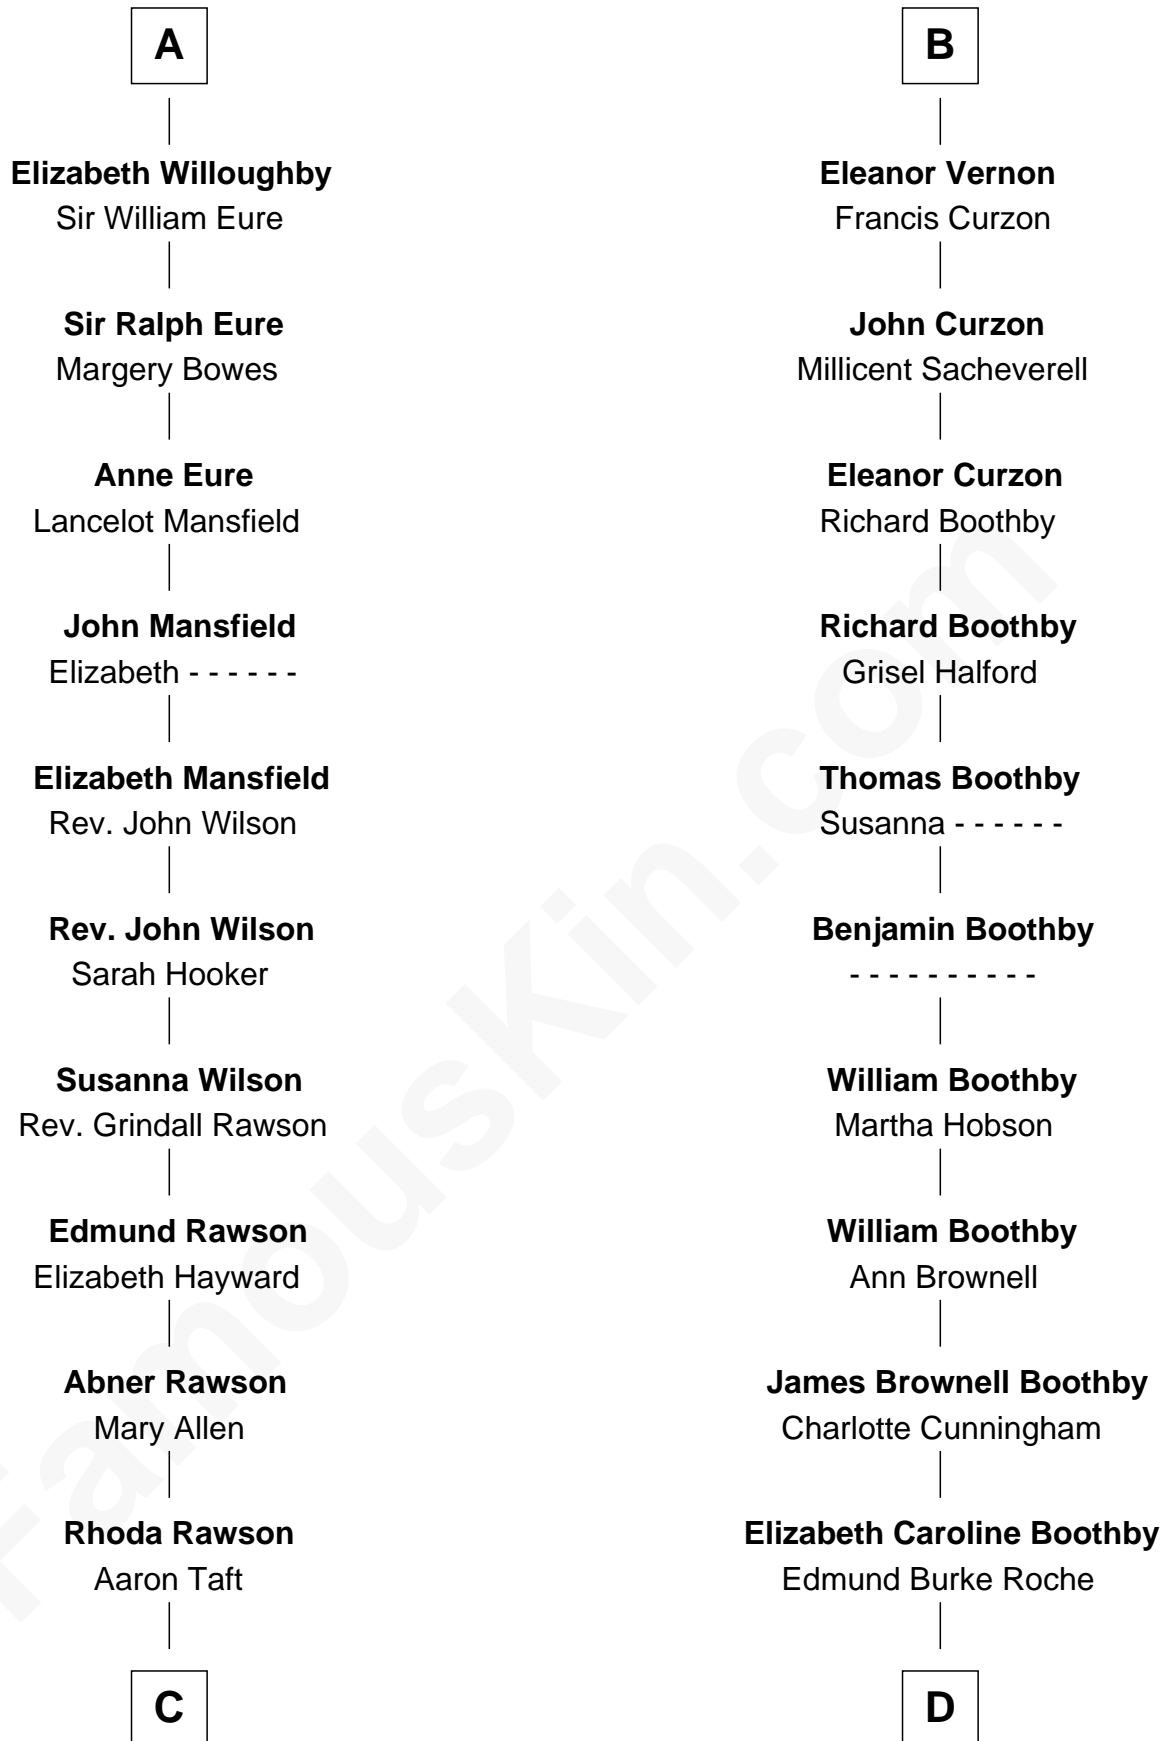 A
Elizabeth Willoughby
Sir William Eure
Sir Ralph Eure
Margery Bowes
Anne Eure
Lancelot Mansfield
John Mansfield
Elizabeth - - - - - -
Elizabeth Mansfield
Rev. John Wilson
Rev. John Wilson
Sarah Hooker
Susanna Wilson
Rev. Grindall Rawson
Edmund Rawson
Elizabeth Hayward
Abner Rawson
Mary Allen
Rhoda Rawson
Aaron Taft
C
B
Eleanor Vernon
Francis Curzon
John Curzon
Millicent Sacheverell
Eleanor Curzon
Richard Boothby
Richard Boothby
Grisel Halford
Thomas Boothby
Susanna - - - - - -
Benjamin Boothby
- - - - - - - - - -
William Boothby
Martha Hobson
William Boothby
Ann Brownell
James Brownell Boothby
Charlotte Cunningham
Elizabeth Caroline Boothby
Edmund Burke Roche
D
FamousKin.com